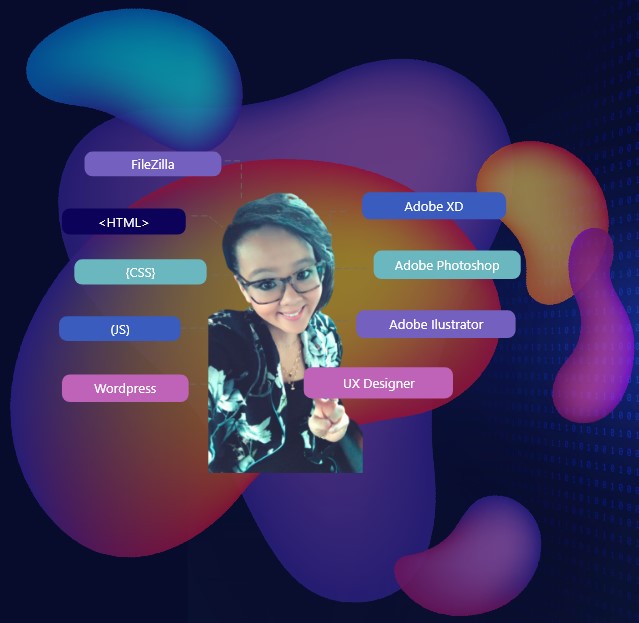 FileZilla
<HTML>
{CSS}
(JS)
Wordpress
Adobe XD
Adobe Photoshop
Adobe Ilustrator
UX Designer